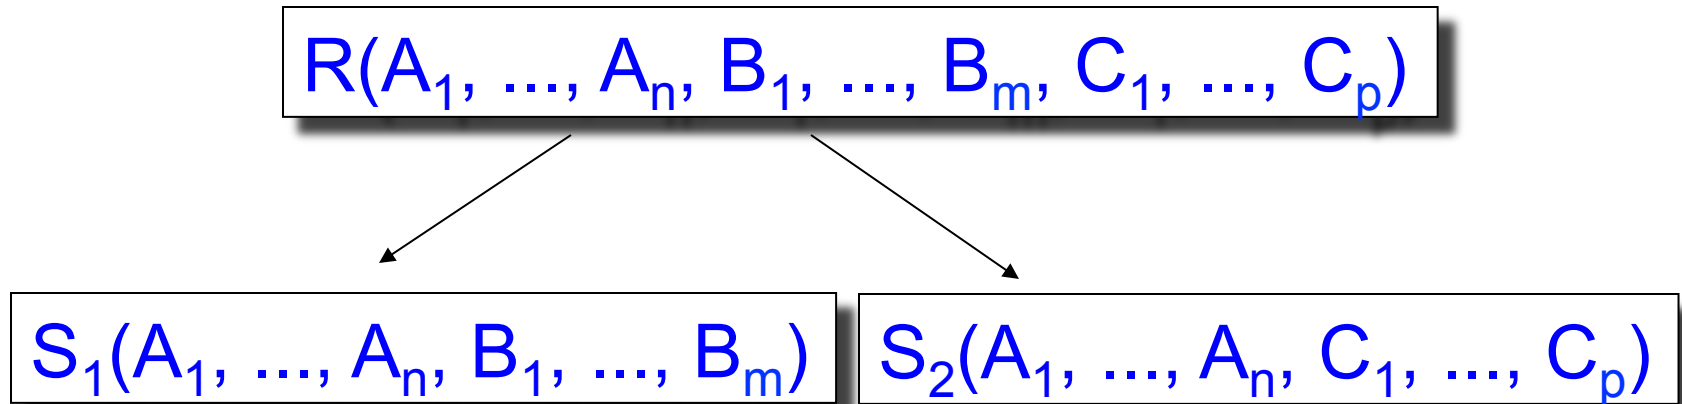 R(A₁, ..., Aₙ, B₁, ..., Bₘ, C₁, ..., Cₚ)
S₁(A₁, ..., Aₙ, B₁, ..., Bₘ)
S₂(A₁, ..., Aₙ, C₁, ..., Cₚ)